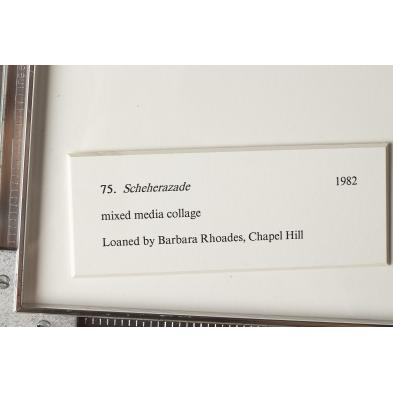 75. Scheherazade 1982
mixed media collage
Loaned by Barbara Rhoades, Chapel Hill